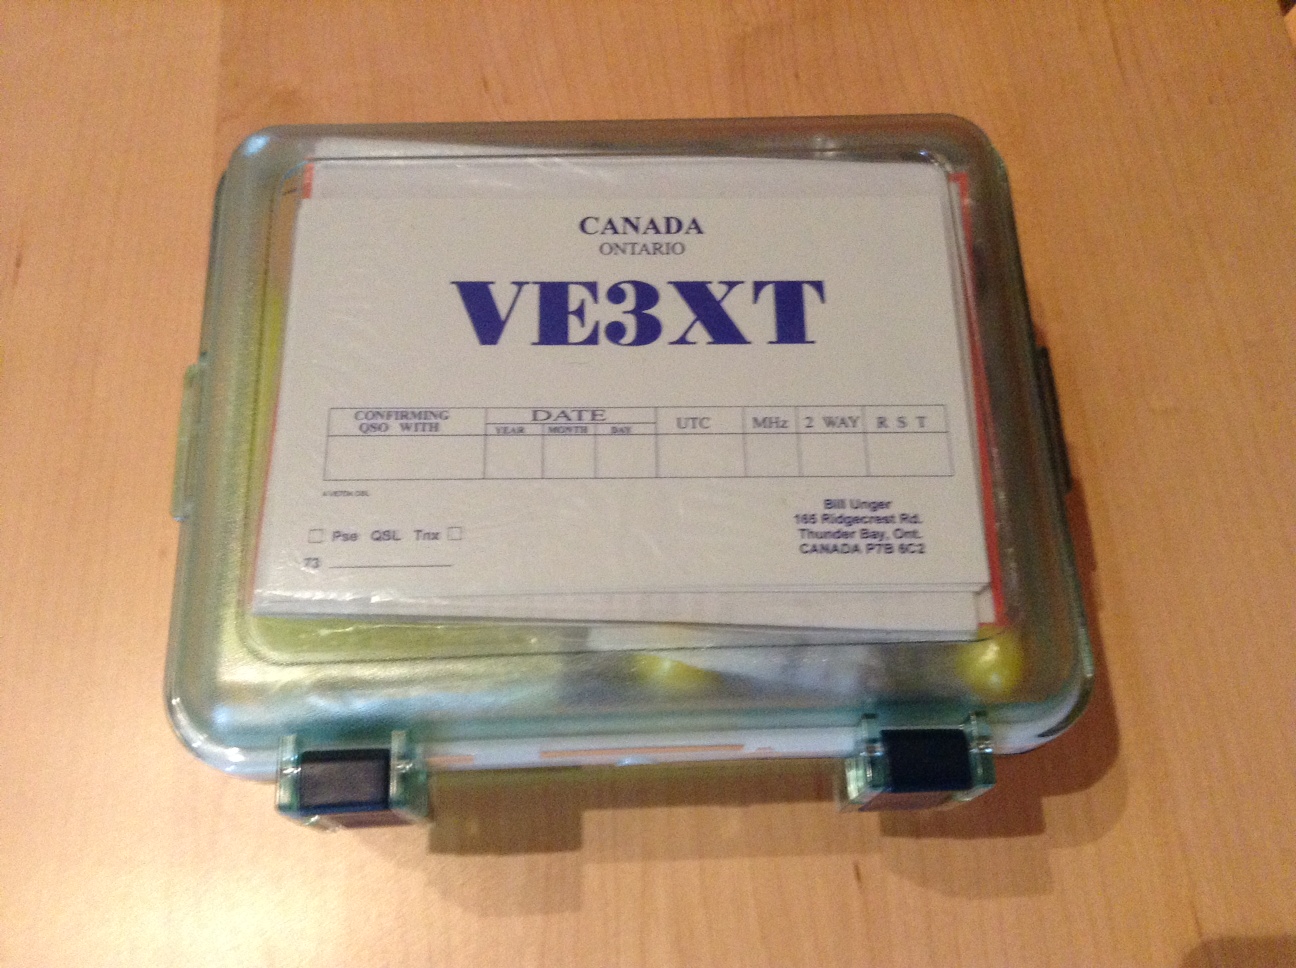 CANADA
ONTARIO
VE3XT
CONFIRMING QSO WITH
DATE
YEAR MONTH DAY
UTC
MHz
2 WAY
R S T
Pse QSL Tnx
73
Bill Unger
165 Ridgecrest Rd.
Thunder Bay, Ont.
CANADA P7B 6C2